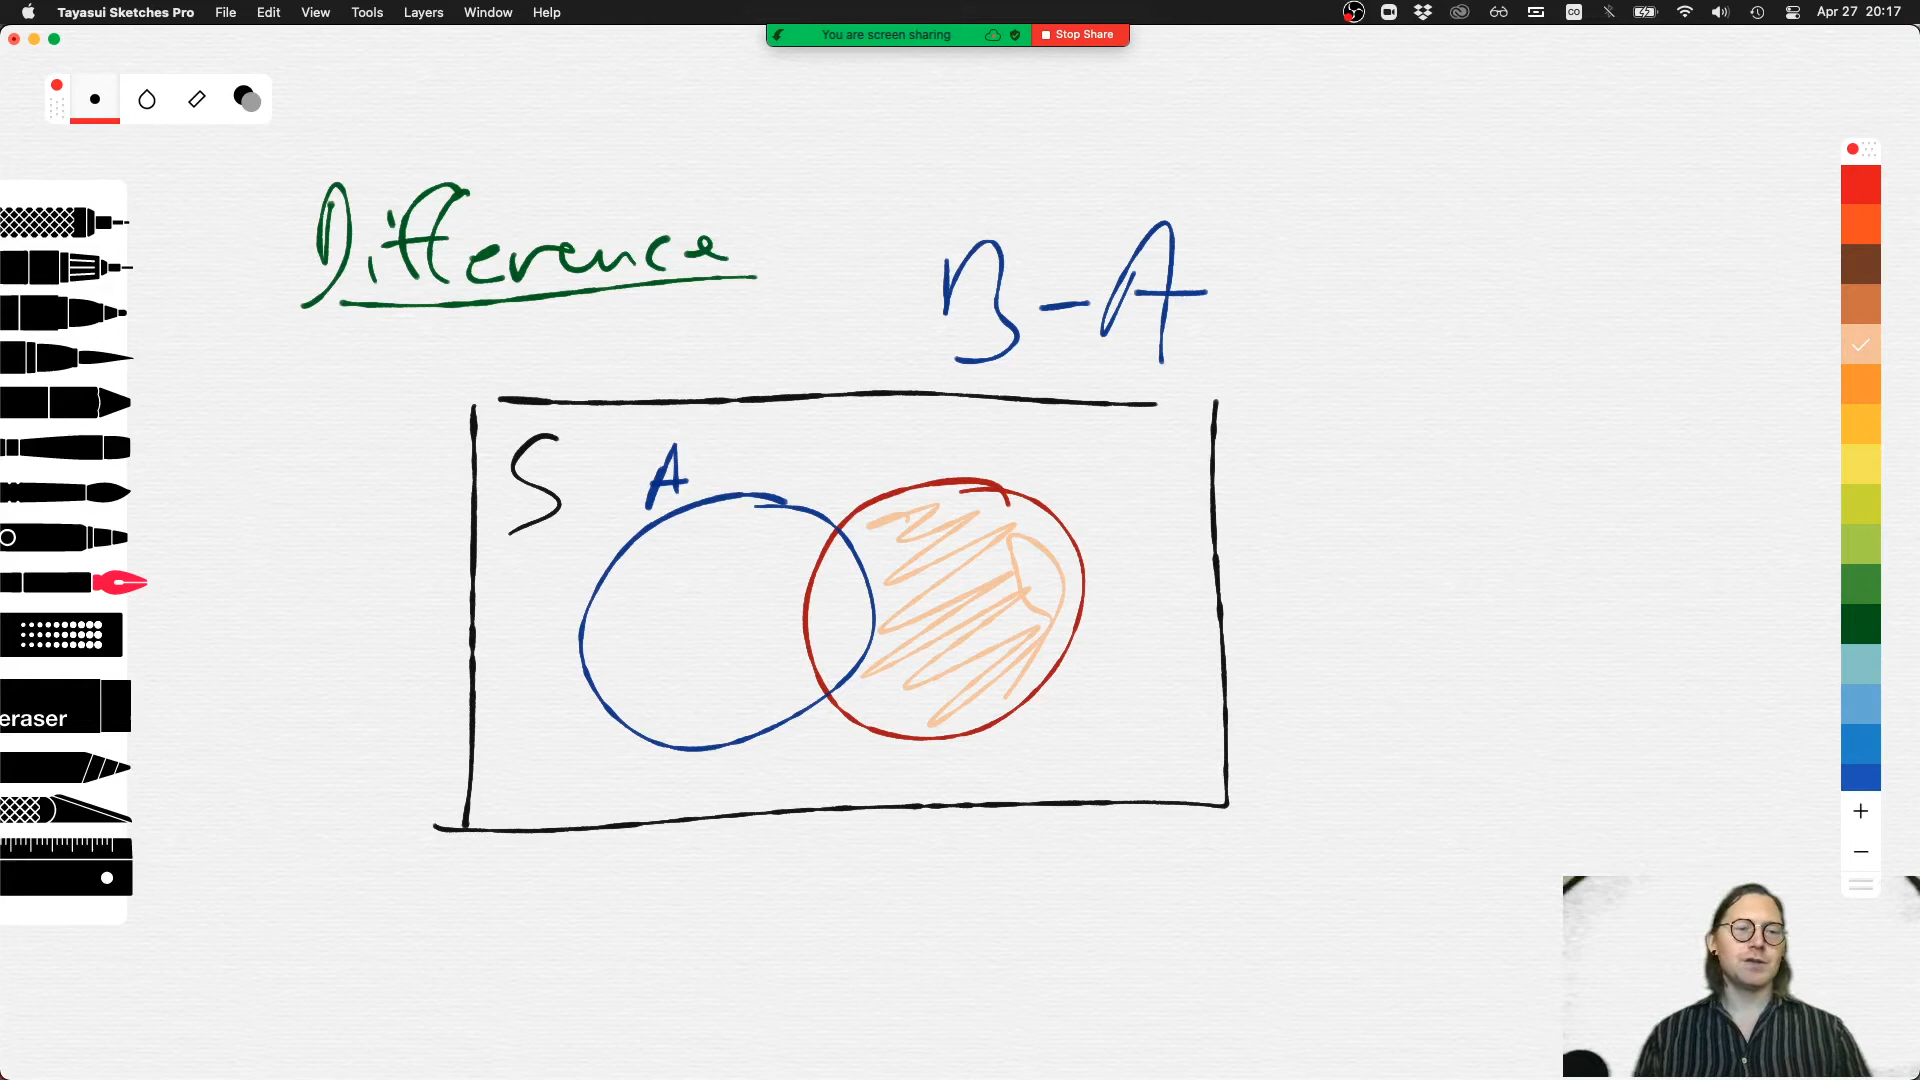 Tayasui Sketches Pro File Edit View Tools Layers Window Help Apr 27 20:17
You are screen sharing Stop Share
Difference
B-A
S
A
eraser